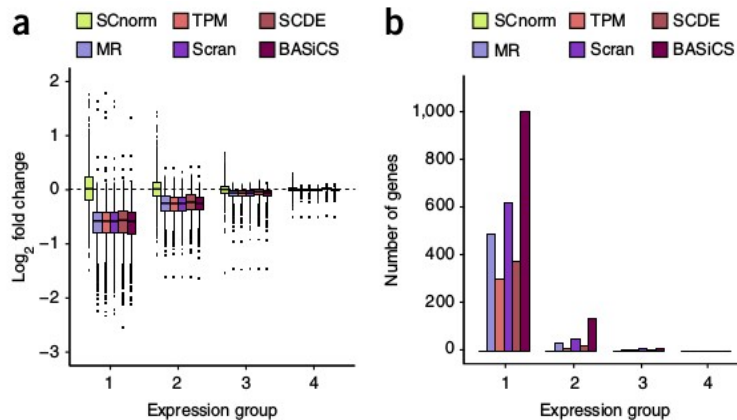 a
SCnorm TPM SCDE
MR Scran BASiCS
Log2 fold change
2
1
0
−1
−2
−3
1 2 3 4
Expression group
b
SCnorm TPM SCDE
MR Scran BASiCS
Number of genes
1,000
800
600
400
200
0
1 2 3 4
Expression group